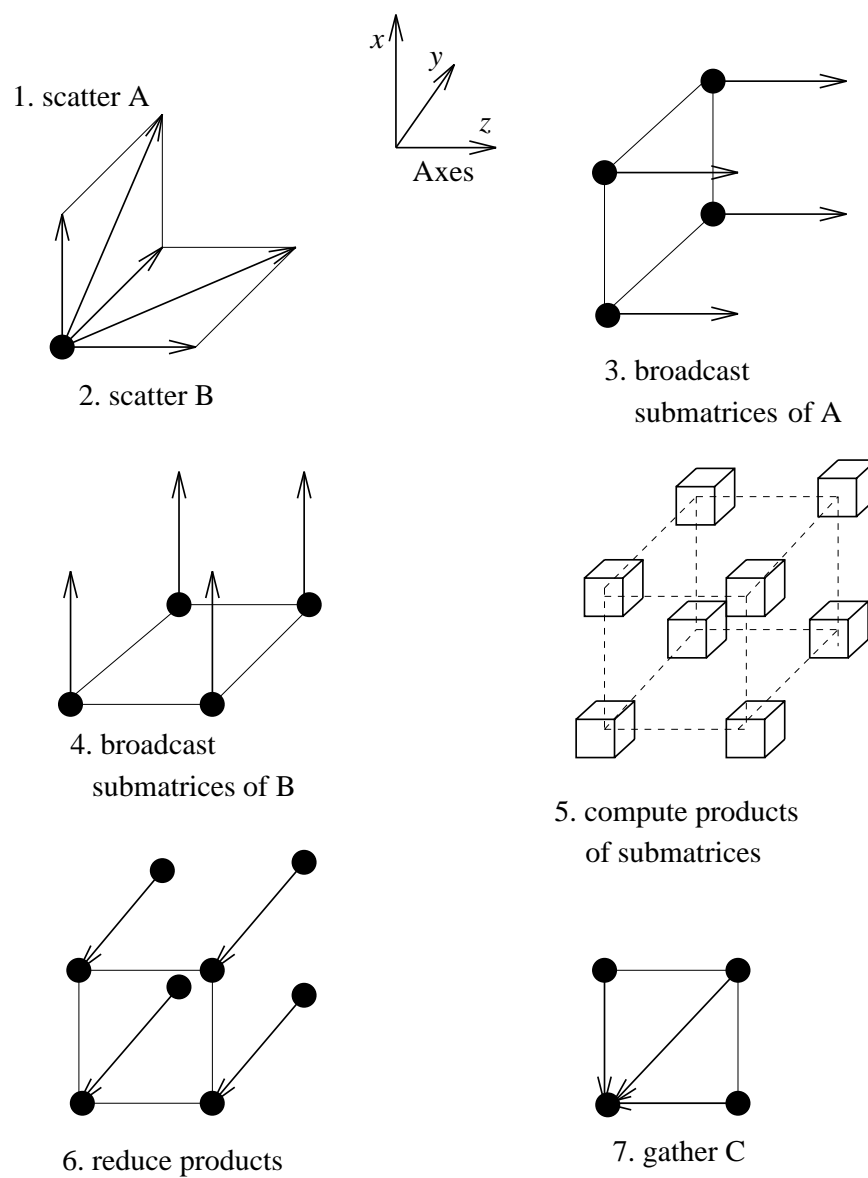 x
y
1. scatter A
z
Axes
2. scatter B
3. broadcast
submatrices of A
4. broadcast
submatrices of B
5. compute products
of submatrices
6. reduce products
7. gather C